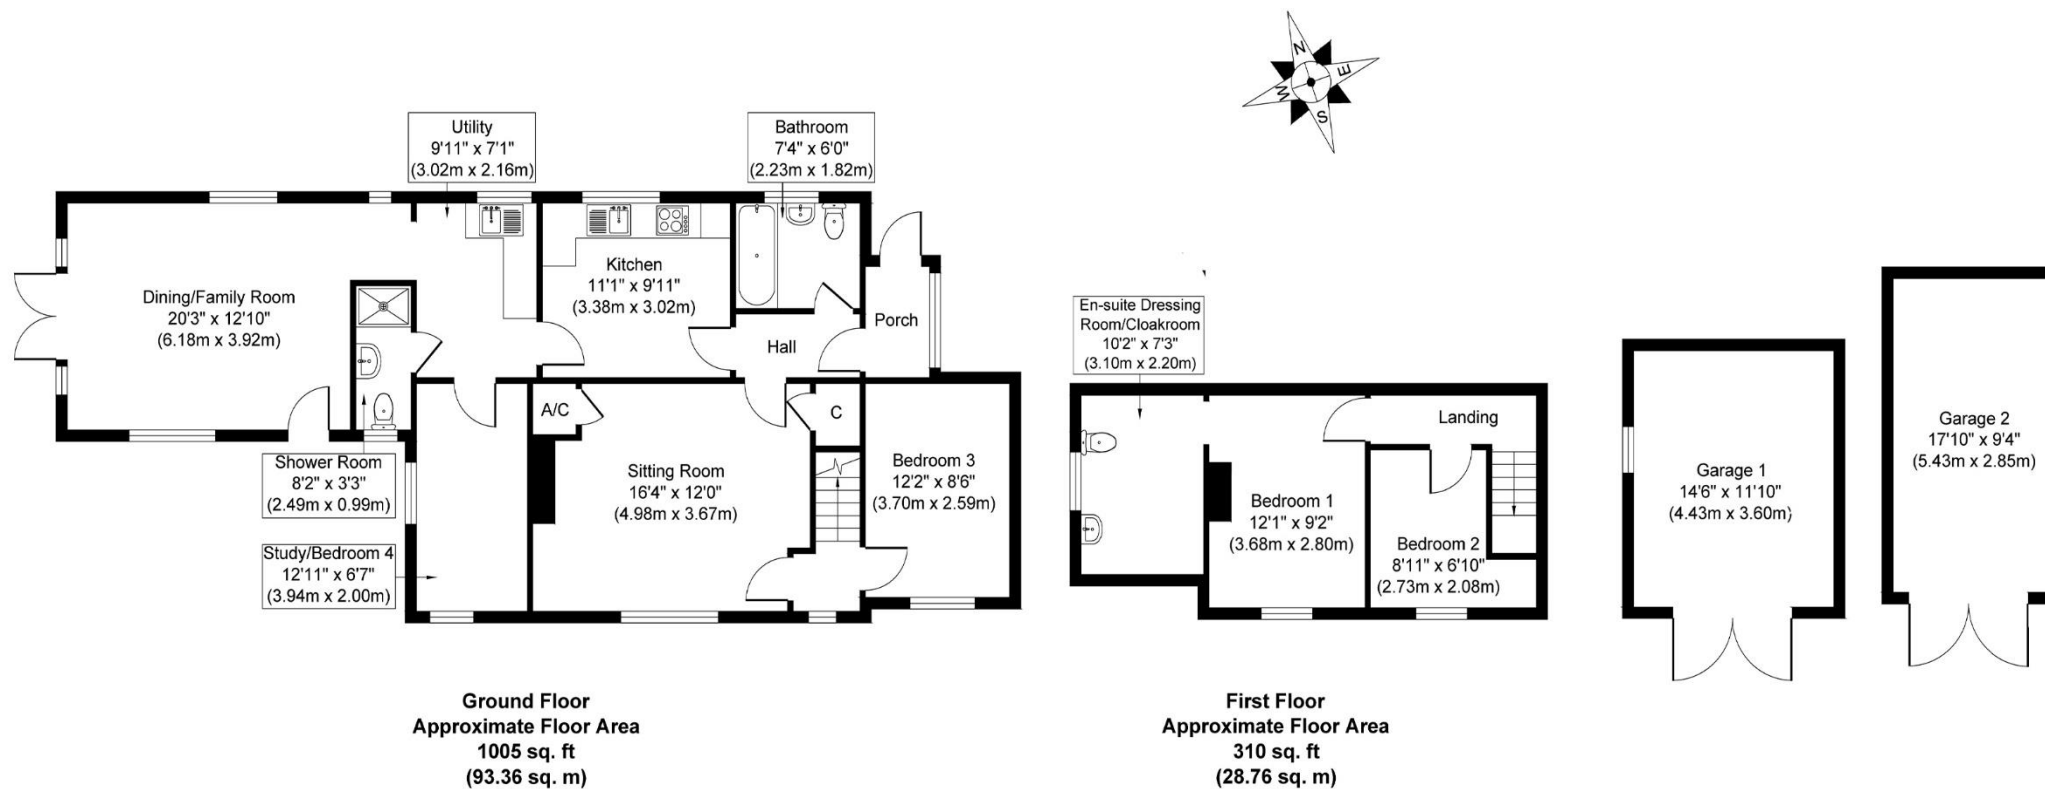 N
E
S
W
Utility
9'11" x 7'1"
(3.02m x 2.16m)
Bathroom
7'4" x 6'0"
(2.23m x 1.82m)
Kitchen
11'1" x 9'11"
(3.38m x 3.02m)
Dining/Family Room
20'3" x 12'10"
(6.18m x 3.92m)
Porch
Hall
A/C
C
Shower Room
8'2" x 3'3"
(2.49m x 0.99m)
Sitting Room
16'4" x 12'0"
(4.98m x 3.67m)
Bedroom 3
12'2" x 8'6"
(3.70m x 2.59m)
Study/Bedroom 4
12'11" x 6'7"
(3.94m x 2.00m)
Ground Floor
Approximate Floor Area
1005 sq. ft
(93.36 sq. m)
En-suite Dressing
Room/Cloakroom
10'2" x 7'3"
(3.10m x 2.20m)
Landing
Bedroom 1
12'1" x 9'2"
(3.68m x 2.80m)
Bedroom 2
8'11" x 6'10"
(2.73m x 2.08m)
First Floor
Approximate Floor Area
310 sq. ft
(28.76 sq. m)
Garage 1
14'6" x 11'10"
(4.43m x 3.60m)
Garage 2
17'10" x 9'4"
(5.43m x 2.85m)